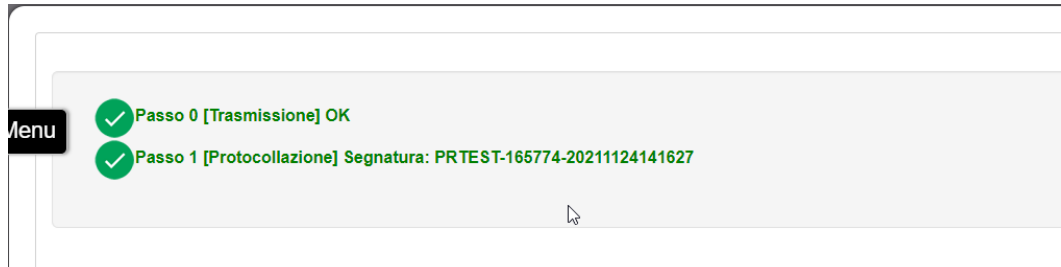 Passo 0 [Trasmissione] OK
Menu
Passo 1 [Protocollazione] Segnatura: PRTEST-165774-20211124141627